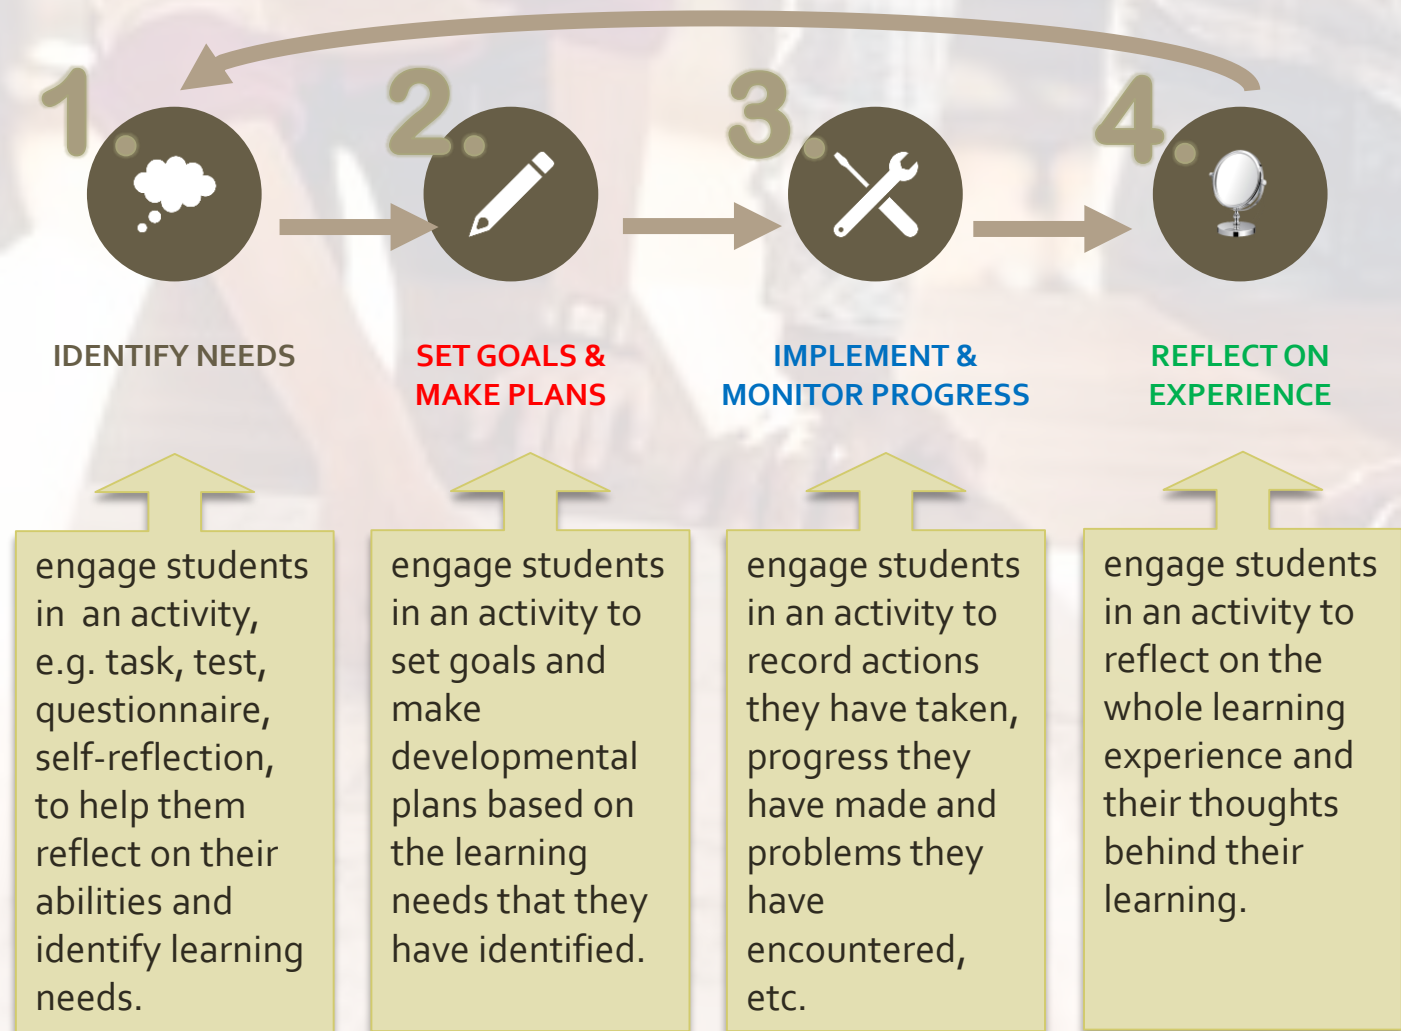 1
2
3
4
IDENTIFY NEEDS
SET GOALS &
MAKE PLANS
IMPLEMENT &
MONITOR PROGRESS
REFLECT ON
EXPERIENCE
engage students
in an activity,
e.g. task, test,
questionnaire,
self-reflection,
to help them
reflect on their
abilities and
identify learning
needs.
engage students
in an activity to
set goals and
make
developmental
plans based on
the learning
needs that they
have identified.
engage students
in an activity to
record actions
they have taken,
progress they
have made and
problems they
have
encountered,
etc.
engage students
in an activity to
reflect on the
whole learning
experience and
their thoughts
behind their
learning.